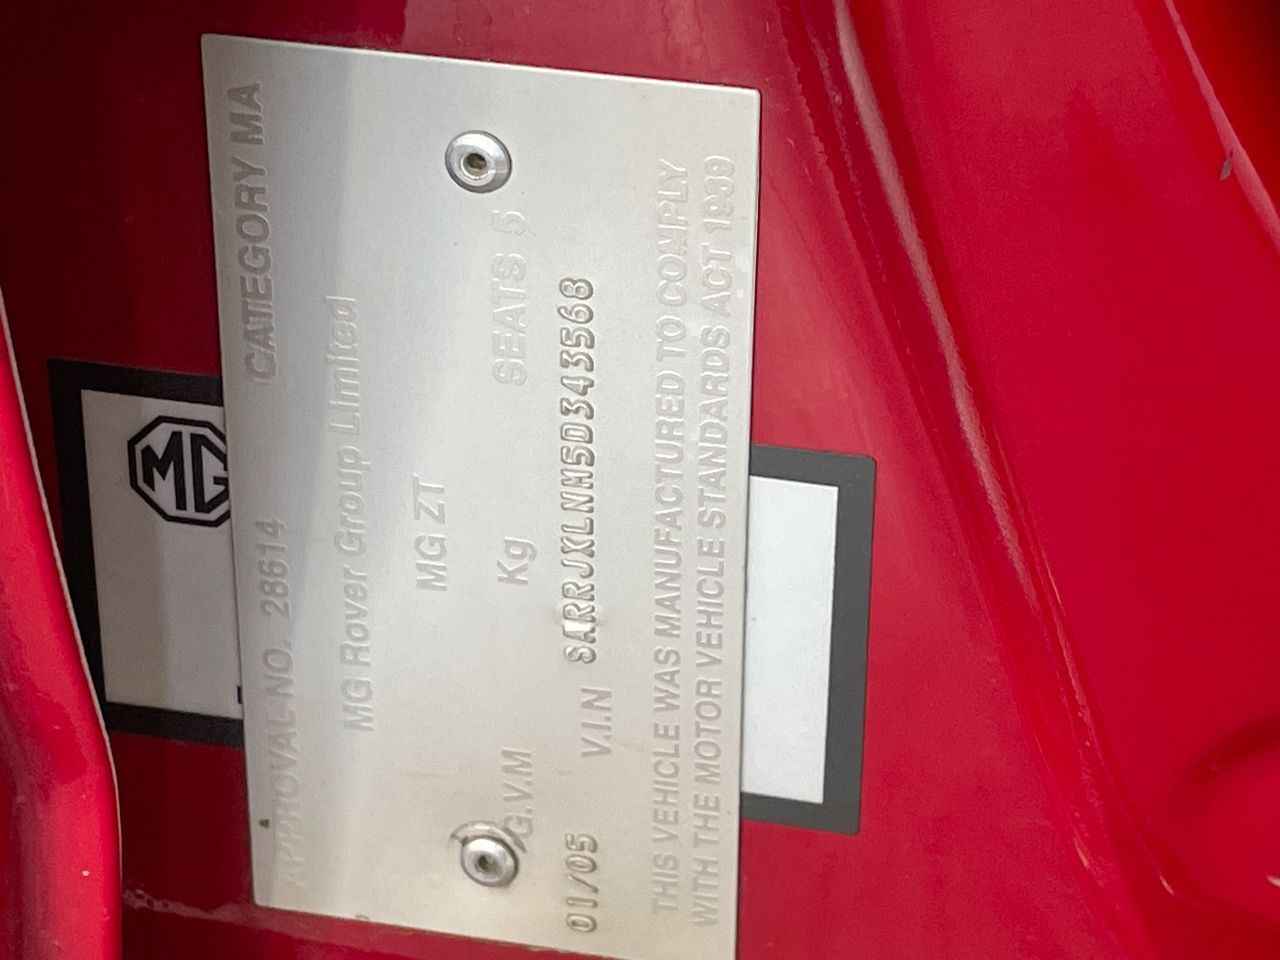 APPROVAL NO. 28614 CATEGORY MA
MG Rover Group Limited
MG ZT
G.V.M Kg SEATS 5
01/05 V.I.N SARRJXLNM5D343568
THIS VEHICLE WAS MANUFACTURED TO COMPLY
WITH THE MOTOR VEHICLE STANDARDS ACT 1989
MG